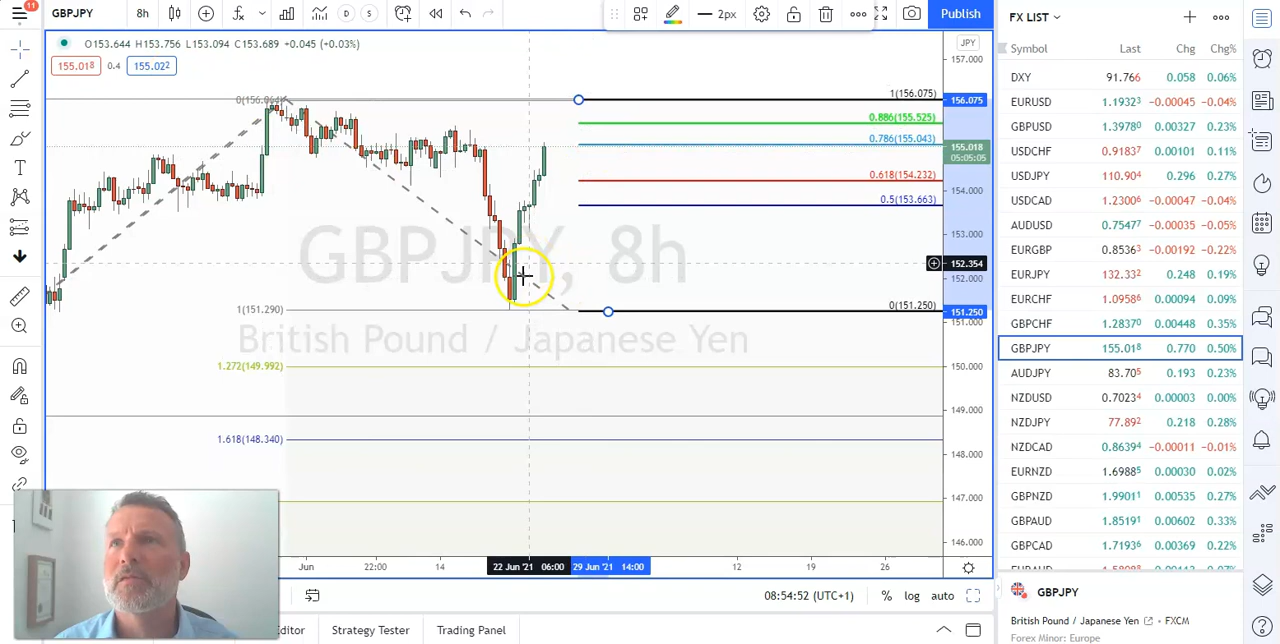 11
GBPJPY
8h
D
S
2px
Publish
O153.644 H153.756 L153.094 C153.689 +0.045 (+0.03%)
155.018 0.4 155.022
JPY
157.000
156.075
155.018
05:05:05
154.000
153.000
152.354
152.000
151.250
151.000
150.000
149.000
148.000
147.000
146.000
1(156.075)
0.886(155.525)
0.786(155.043)
0.618(154.232)
0.5(153.663)
0(151.250)
1(151.290)
1.272(149.992)
1.618(148.340)
GBPJPY, 8h
British Pound / Japanese Yen
Jun 22:00 14 22 Jun '21 06:00 29 Jun '21 14:00 12 19 26
08:54:52 (UTC+1) % log auto
Strategy Tester Trading Panel
FX LIST
Symbol Last Chg Chg%
DXY 91.766 0.058 0.06%
EURUSD 1.1932³ -0.00045 -0.04%
GBPUSD 1.3978⁰ 0.00322 0.23%
USDCHF 0.9183⁷ 0.00101 0.11%
USDJPY 110.90⁴ 0.296 0.27%
USDCAD 1.2300⁶ -0.00047 -0.04%
AUDUSD 0.7547⁷ -0.00035 -0.05%
EURGBP 0.8536³ -0.00192 -0.22%
EURJPY 132.33² 0.248 0.19%
EURCHF 1.0958⁶ 0.00094 0.09%
GBPCHF 1.2837⁰ 0.00448 0.35%
GBPJPY 155.01⁸ 0.770 0.50%
AUDJPY 83.70⁵ 0.193 0.23%
NZDUSD 0.7023⁴ 0.00003 0.00%
NZDJPY 77.89² 0.218 0.28%
NZDCAD 0.8639⁴ -0.00011 -0.01%
EURNZD 1.6988⁵ 0.00030 0.02%
GBPNZD 1.9901¹ 0.00535 0.27%
GBPAUD 1.8519¹ 0.00602 0.33%
GBPCAD 1.7193⁶ 0.00369 0.22%
GBPJPY
British Pound / Japanese Yen • FXCM
Forex Minor: Europe